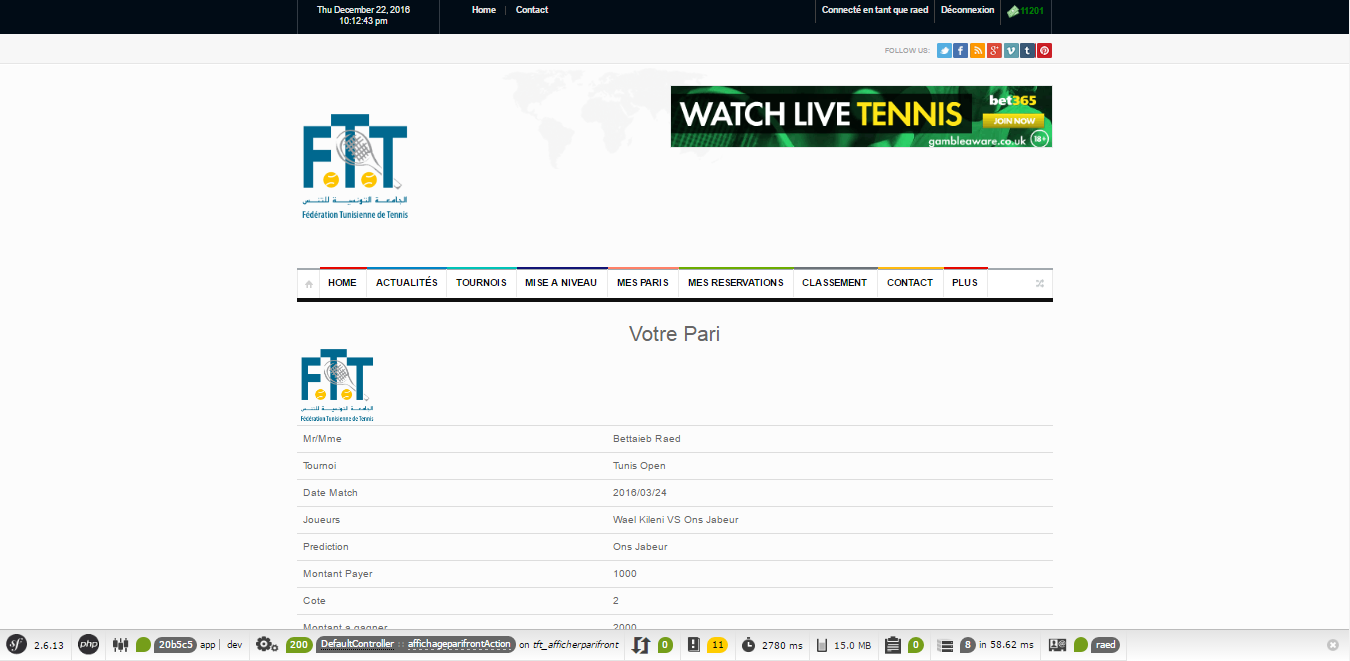 Thu December 22, 2016
10:12:43 pm
Home
Contact
Connecté en tant que raed
Déconnexion
11201
FOLLOW US:
WATCH LIVE TENNIS
bet365
JOIN NOW
gambleaware.co.uk 18+
FTT
الجامعة التونسية للتنس
Fédération Tunisienne de Tennis
HOME
ACTUALITÉS
TOURNOIS
MISE A NIVEAU
MES PARIS
MES RESERVATIONS
CLASSEMENT
CONTACT
PLUS
Votre Pari
FTT
الجامعة التونسية للتنس
Fédération Tunisienne de Tennis
Mr/Mme Bettaieb Raed
Tournoi Tunis Open
Date Match 2016/03/24
Joueurs Wael Kileni VS Ons Jabeur
Prediction Ons Jabeur
Montant Payer 1000
Cote 2
Montant a gagner 2000
sf 2.6.13 php 20b5c5 app dev 200 DefaultController :: affichageparifrontAction on tft_afficherparifront 0 11 2780 ms 15.0 MB 0 8 in 58.62 ms raed